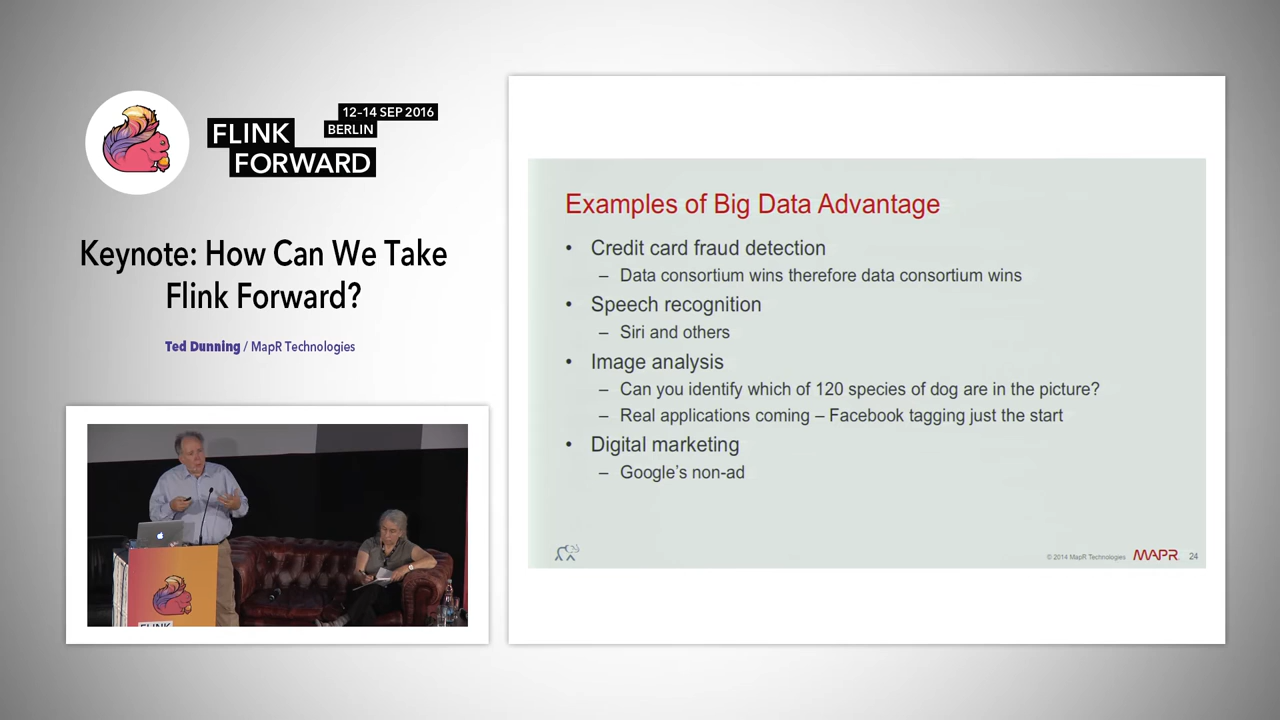 12–14 SEP 2016
BERLIN
FLINK
FORWARD
Keynote: How Can We Take
Flink Forward?
Ted Dunning / MapR Technologies
FLINK
Examples of Big Data Advantage
• Credit card fraud detection
– Data consortium wins therefore data consortium wins
• Speech recognition
– Siri and others
• Image analysis
– Can you identify which of 120 species of dog are in the picture?
– Real applications coming – Facebook tagging just the start
• Digital marketing
– Google's non-ad
© 2014 MapR Technologies MAPR 24